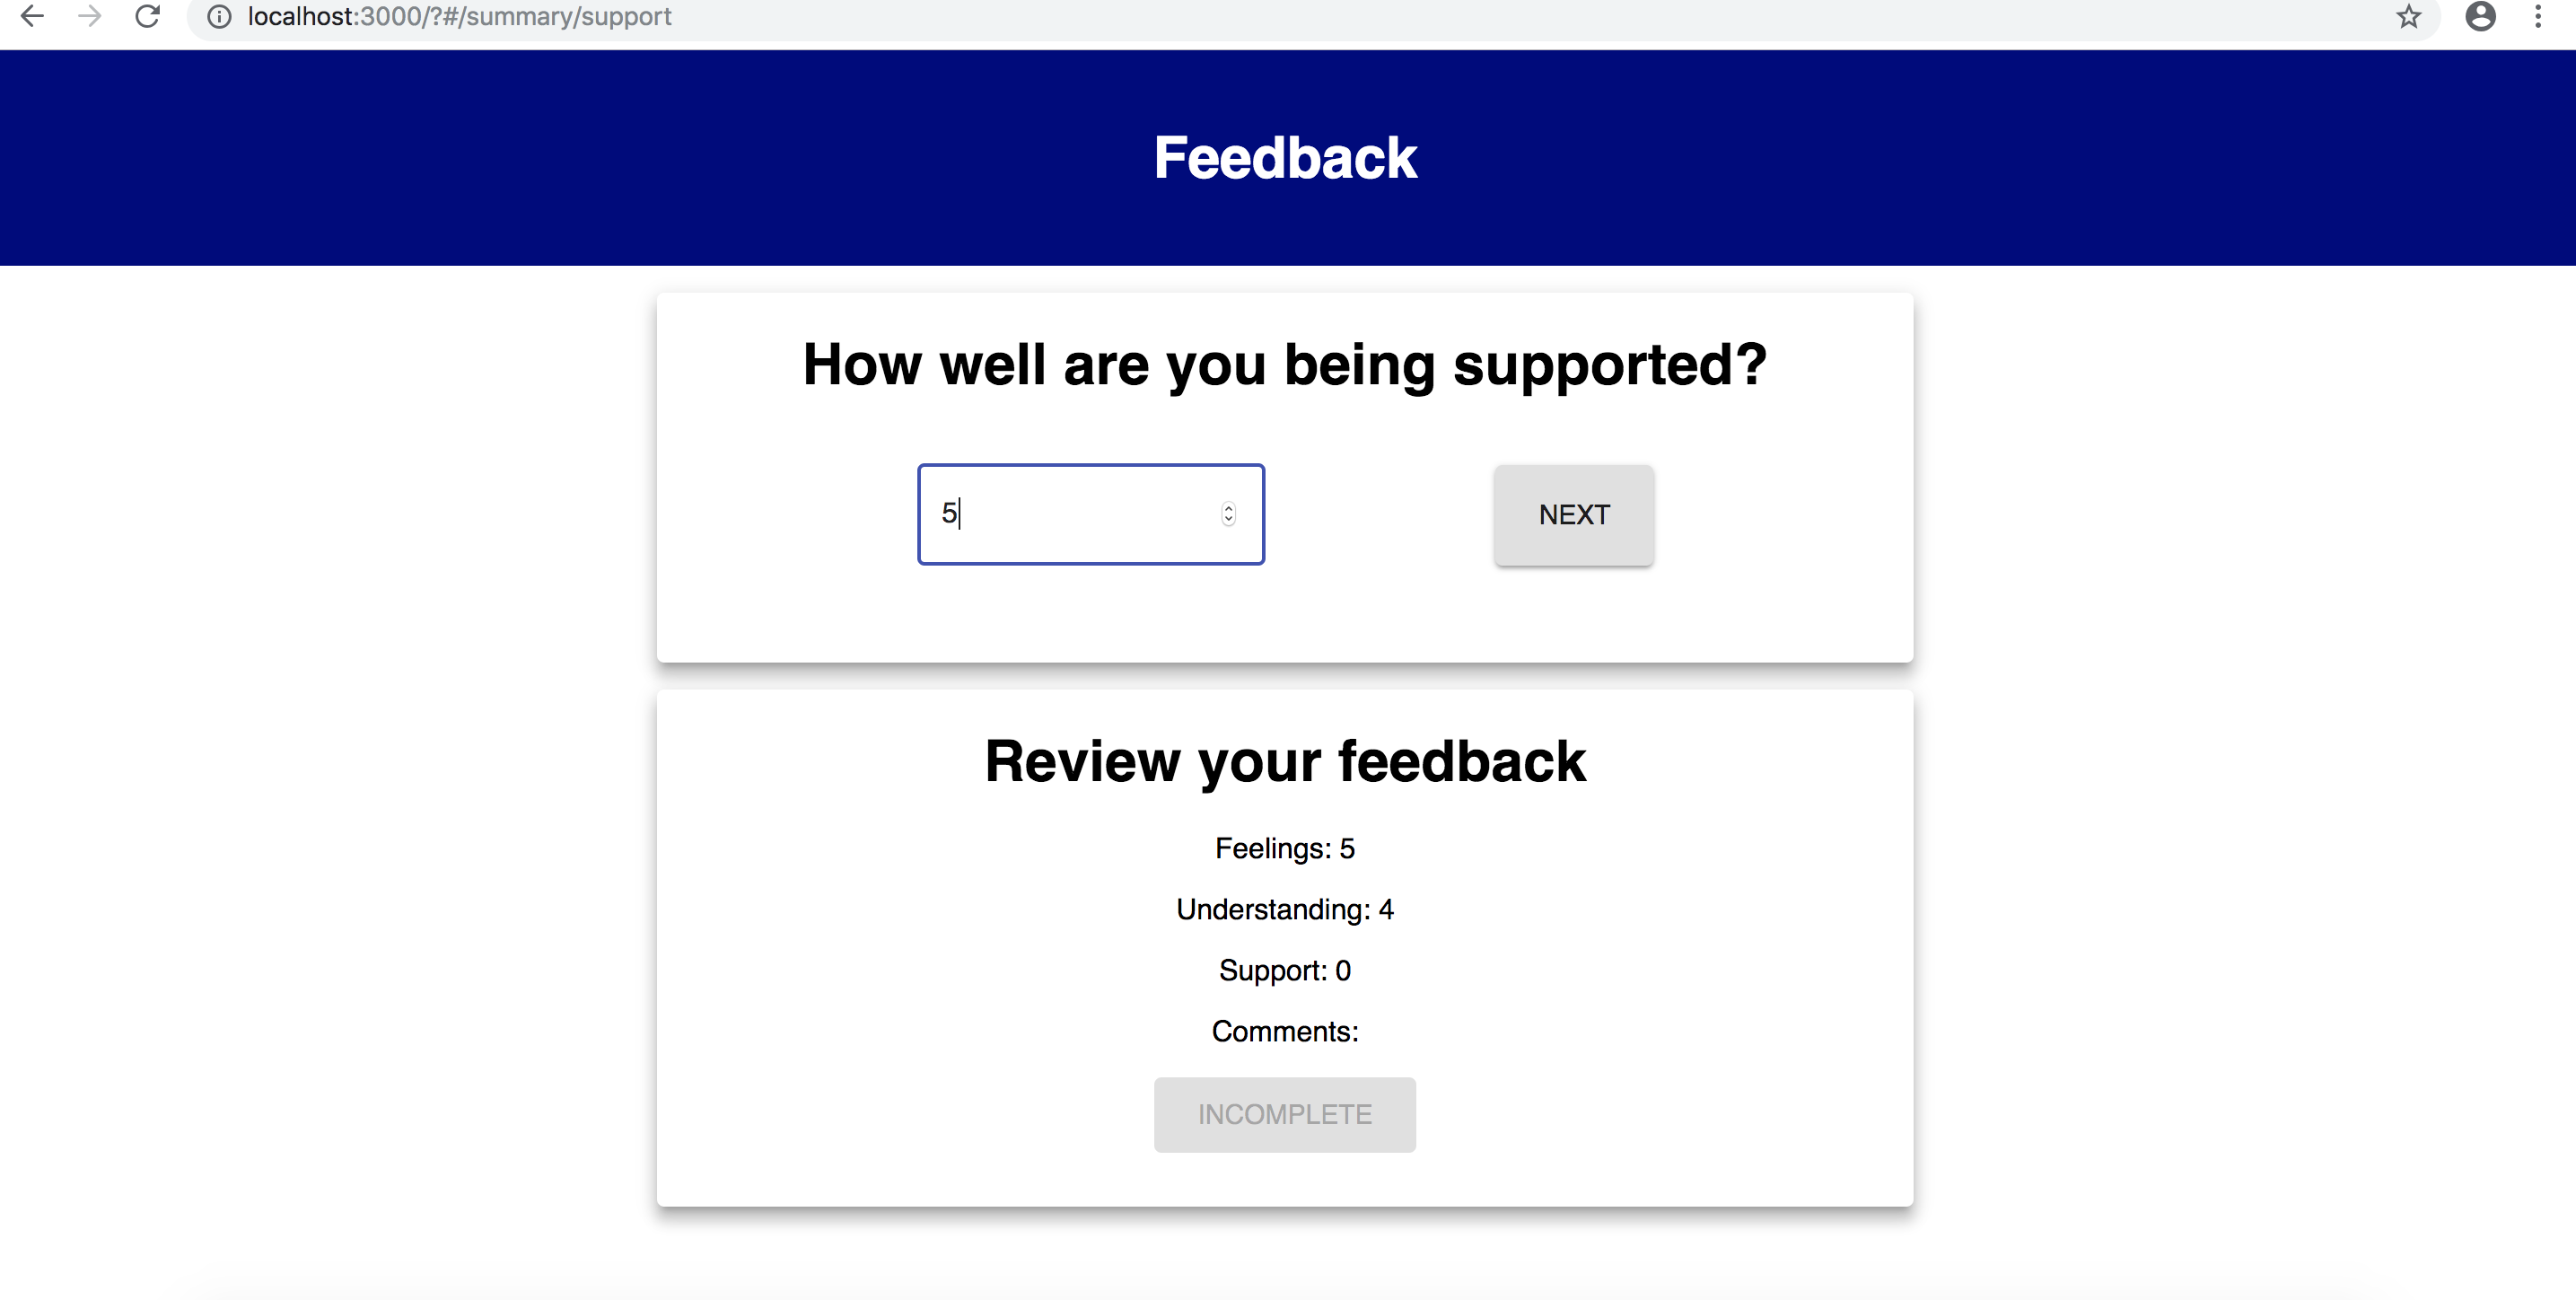 localhost:3000/?#/summary/support
Feedback
How well are you being supported?
5
NEXT
Review your feedback
Feelings: 5
Understanding: 4
Support: 0
Comments:
INCOMPLETE